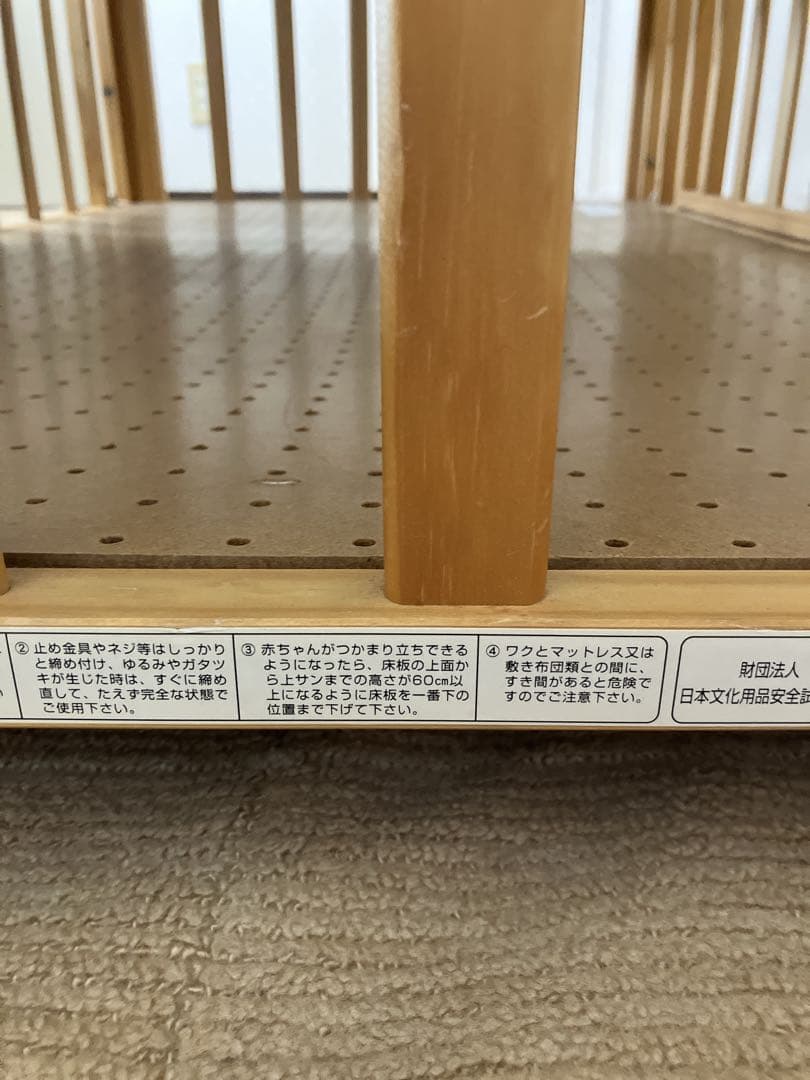 ② 止め金具やネジ等はしっかり
と締め付け、ゆるみやガタツ
キが生じた時は、すぐに締め
直して、たえず完全な状態で
ご使用下さい。
③ 赤ちゃんがつかまり立ちできる
ようになったら、床板の上面か
ら上サンまでの高さが60cm以
上になるように床板を一番下の
位置まで下げて下さい。
④ ワクとマットレス又は
敷き布団類との間に、
すき間があると危険で
すのでご注意下さい。
財団法人
日本文化用品安全試